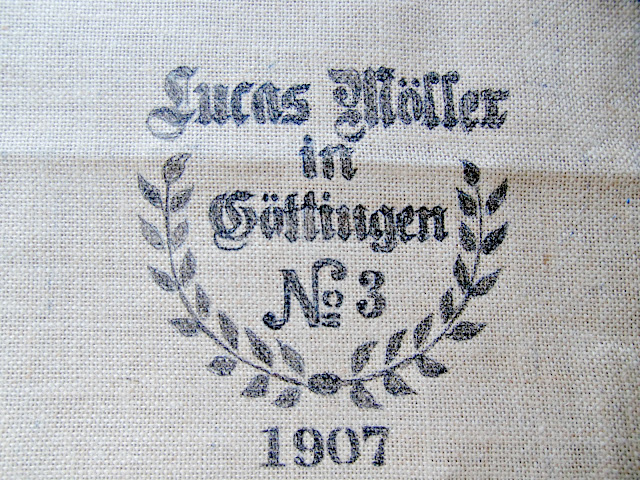 Lucas Möller
in
Göttingen
No 3
1907